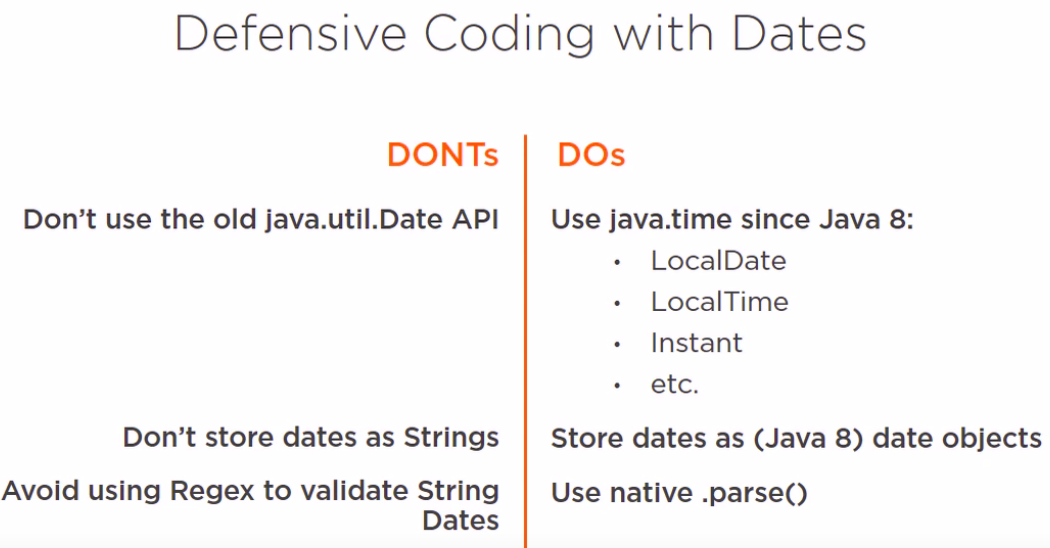 Defensive Coding with Dates
DONTs
DOs
Don't use the old java.util.Date API
Use java.time since Java 8:
• LocalDate
• LocalTime
• Instant
• etc.
Don't store dates as Strings
Store dates as (Java 8) date objects
Avoid using Regex to validate String
Dates
Use native .parse()